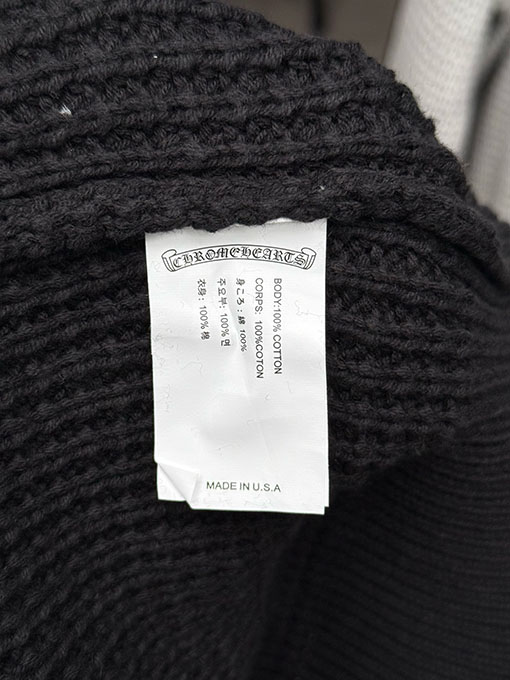 CHROMEHEARTS
BODY:100% COTTON
CORPS: 100%COTON
身ころ：綿 100%
주요부: 100% 면
衣身: 100% 棉
MADE IN U.S.A